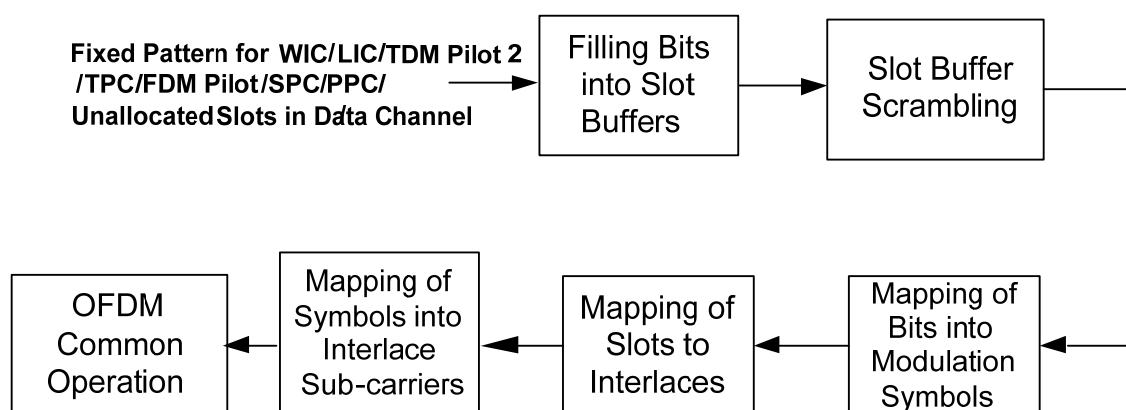 Fixed Pattern for WIC/LIC/TDM Pilot 2
/TPC/FDM Pilot/SPC/PPC/
Unallocated Slots in Data Channel
Filling Bits
into Slot
Buffers
Slot Buffer
Scrambling
OFDM
Common
Operation
Mapping of
Symbols into
Interlace
Sub-carriers
Mapping of
Slots to
Interlaces
Mapping of
Bits into
Modulation
Symbols